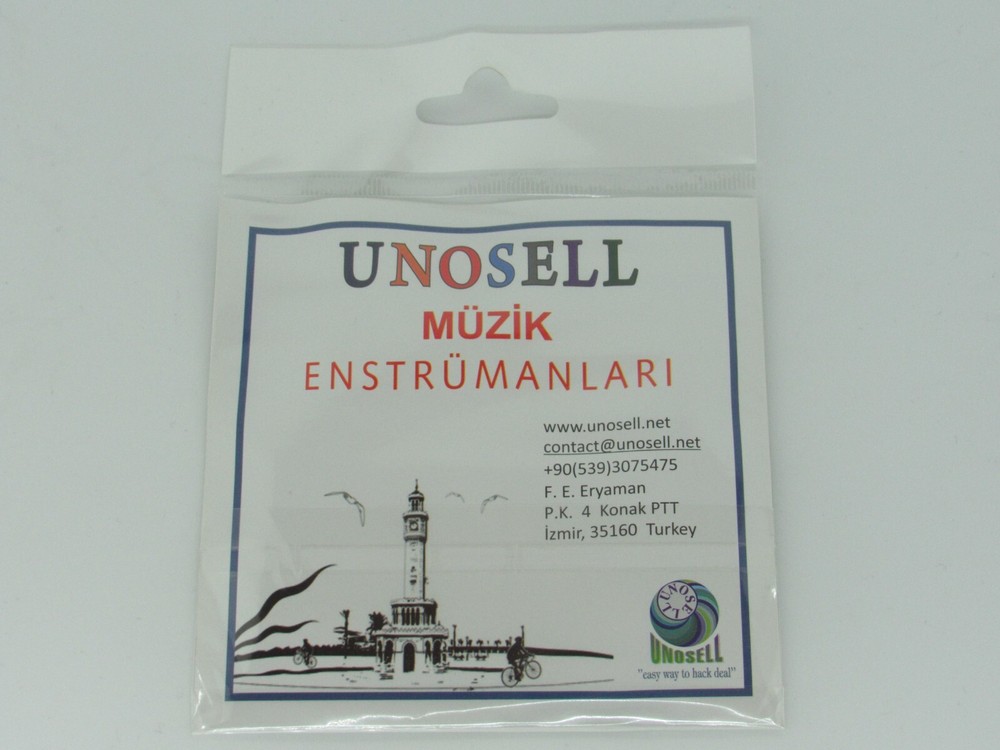 UNOSELL
MÜZİK
ENSTRÜMANLARI
www.unosell.net
contact@unosell.net
+90(539)3075475
F. E. Eryaman
P.K. 4 Konak PTT
İzmir, 35160 Turkey
UNOSELL
UNOSELL
"easy way to hack deal"